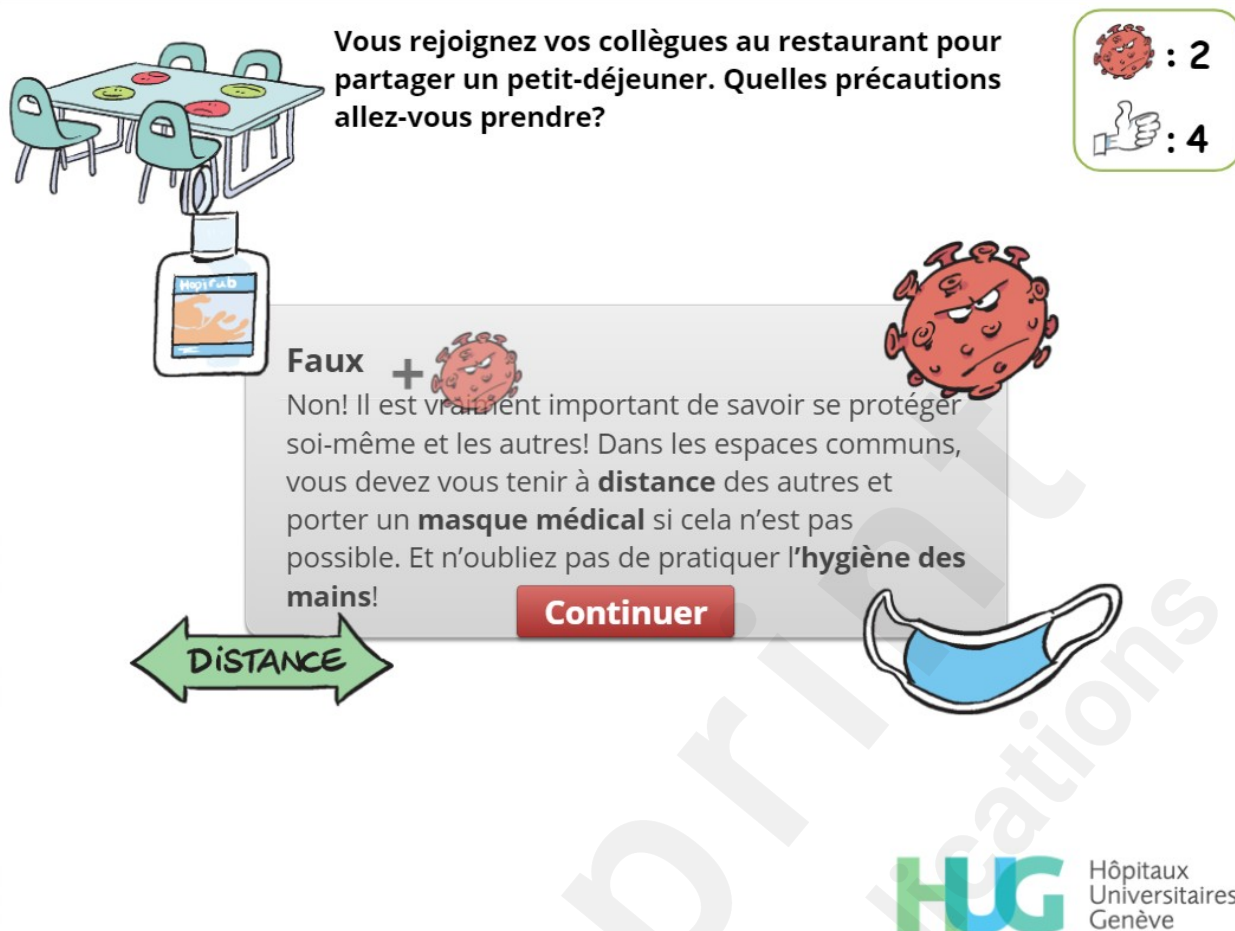 Vous rejoignez vos collègues au restaurant pour
partager un petit-déjeuner. Quelles précautions
allez-vous prendre?
: 2
: 4
Hopirub
Faux +
Non! Il est vraiment important de savoir se protéger
soi-même et les autres! Dans les espaces communs,
vous devez vous tenir à distance des autres et
porter un masque médical si cela n’est pas
possible. Et n’oubliez pas de pratiquer l’hygiène des
mains!
Continuer
DiSTANCE
print
HUG
Hôpitaux
Universitaires
Genève